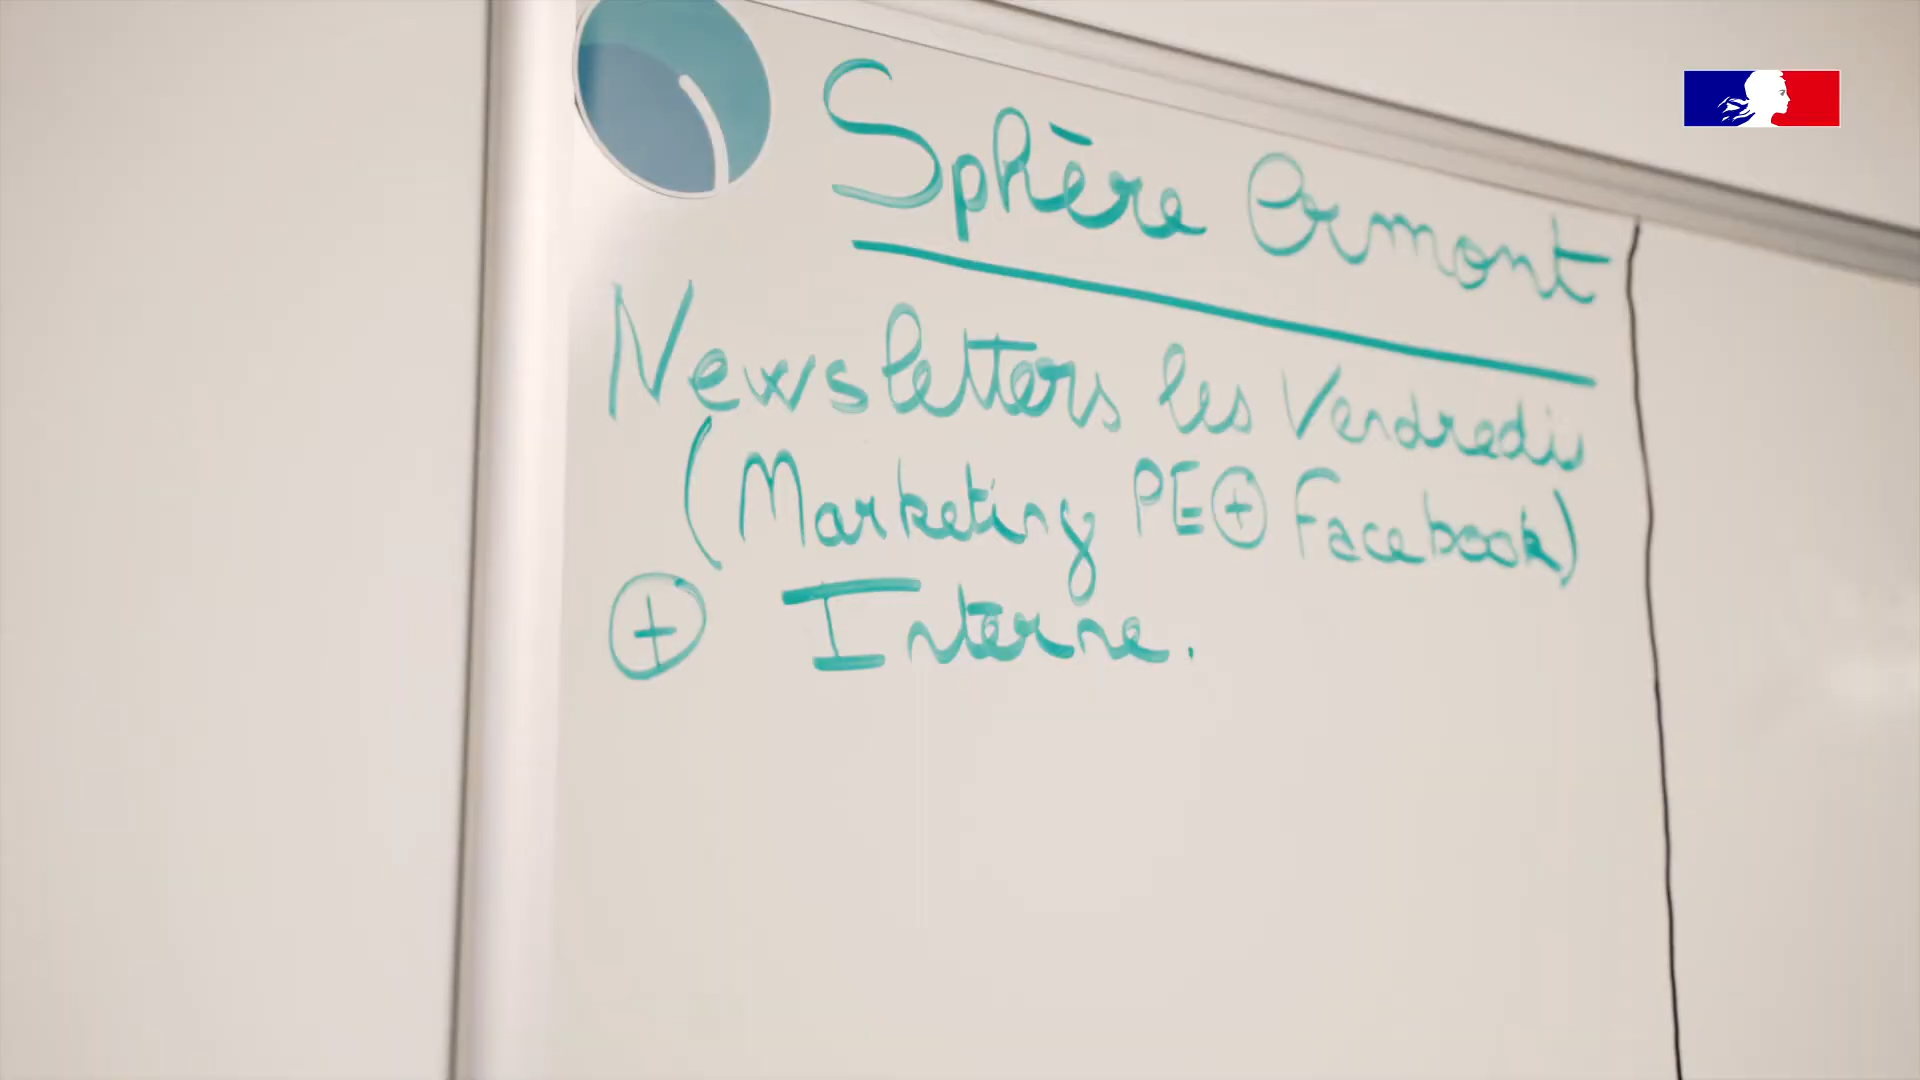 Sphère Ormont
Newsletters les Vendredis
(Marketing PE ⊕ Facebook)
⊕ Interne.